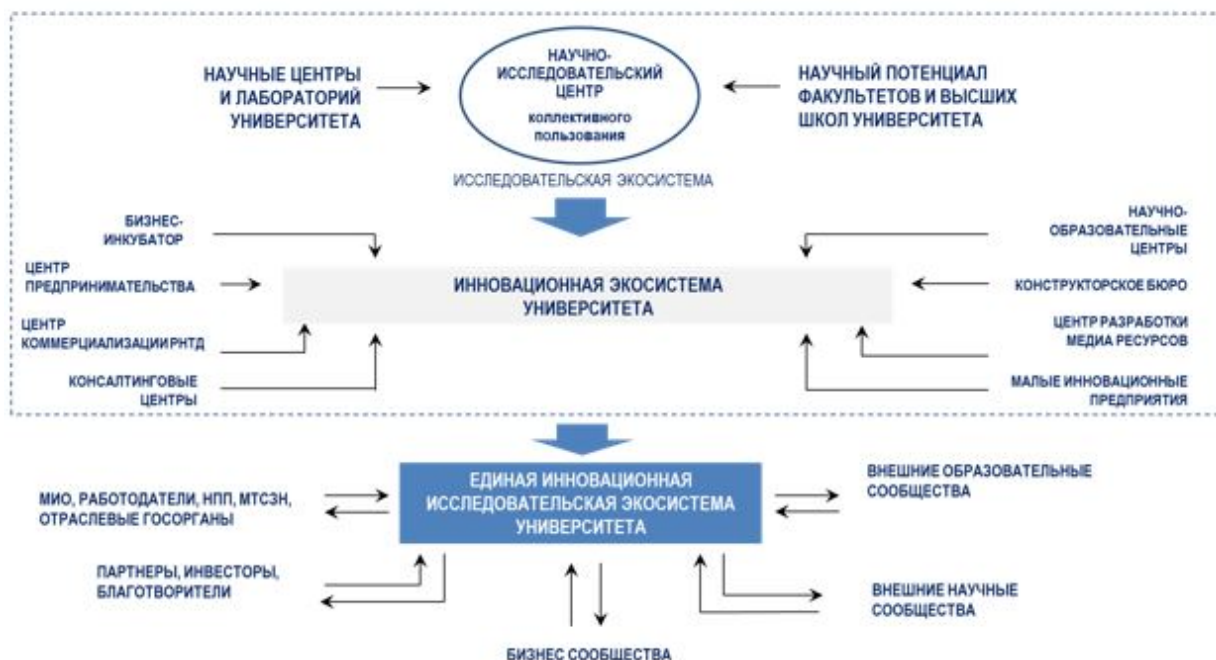 НАУЧНЫЕ ЦЕНТРЫ
И ЛАБОРАТОРИЙ
УНИВЕРСИТЕТА
НАУЧНО-
ИССЛЕДОВАТЕЛЬСКИЙ
ЦЕНТР
коллективного
пользования
НАУЧНЫЙ ПОТЕНЦИАЛ
ФАКУЛЬТЕТОВ И ВЫСШИХ
ШКОЛ УНИВЕРСИТЕТА
ИССЛЕДОВАТЕЛЬСКАЯ ЭКОСИСТЕМА
БИЗНЕС-
ИНКУБАТОР
ЦЕНТР
ПРЕДПРИНИМАТЕЛЬСТВА
ЦЕНТР
КОММЕРЦИАЛИЗАЦИИ РНТД
КОНСАЛТИНГОВЫЕ
ЦЕНТРЫ
ИННОВАЦИОННАЯ ЭКОСИСТЕМА
УНИВЕРСИТЕТА
НАУЧНО-
ОБРАЗОВАТЕЛЬНЫЕ
ЦЕНТРЫ
КОНСТРУКТОРСКОЕ БЮРО
ЦЕНТР РАЗРАБОТКИ
МЕДИА РЕСУРСОВ
МАЛЫЕ ИННОВАЦИОННЫЕ
ПРЕДПРИЯТИЯ
ЕДИНАЯ ИННОВАЦИОННАЯ
ИССЛЕДОВАТЕЛЬСКАЯ ЭКОСИСТЕМА
УНИВЕРСИТЕТА
МИО, РАБОТОДАТЕЛИ, НПП, МТСЗН,
ОТРАСЛЕВЫЕ ГОСОРГАНЫ
ПАРТНЕРЫ, ИНВЕСТОРЫ,
БЛАГОТВОРИТЕЛИ
БИЗНЕС СООБЩЕСТВА
ВНЕШНИЕ ОБРАЗОВАТЕЛЬНЫЕ
СООБЩЕСТВА
ВНЕШНИЕ НАУЧНЫЕ
СООБЩЕСТВА